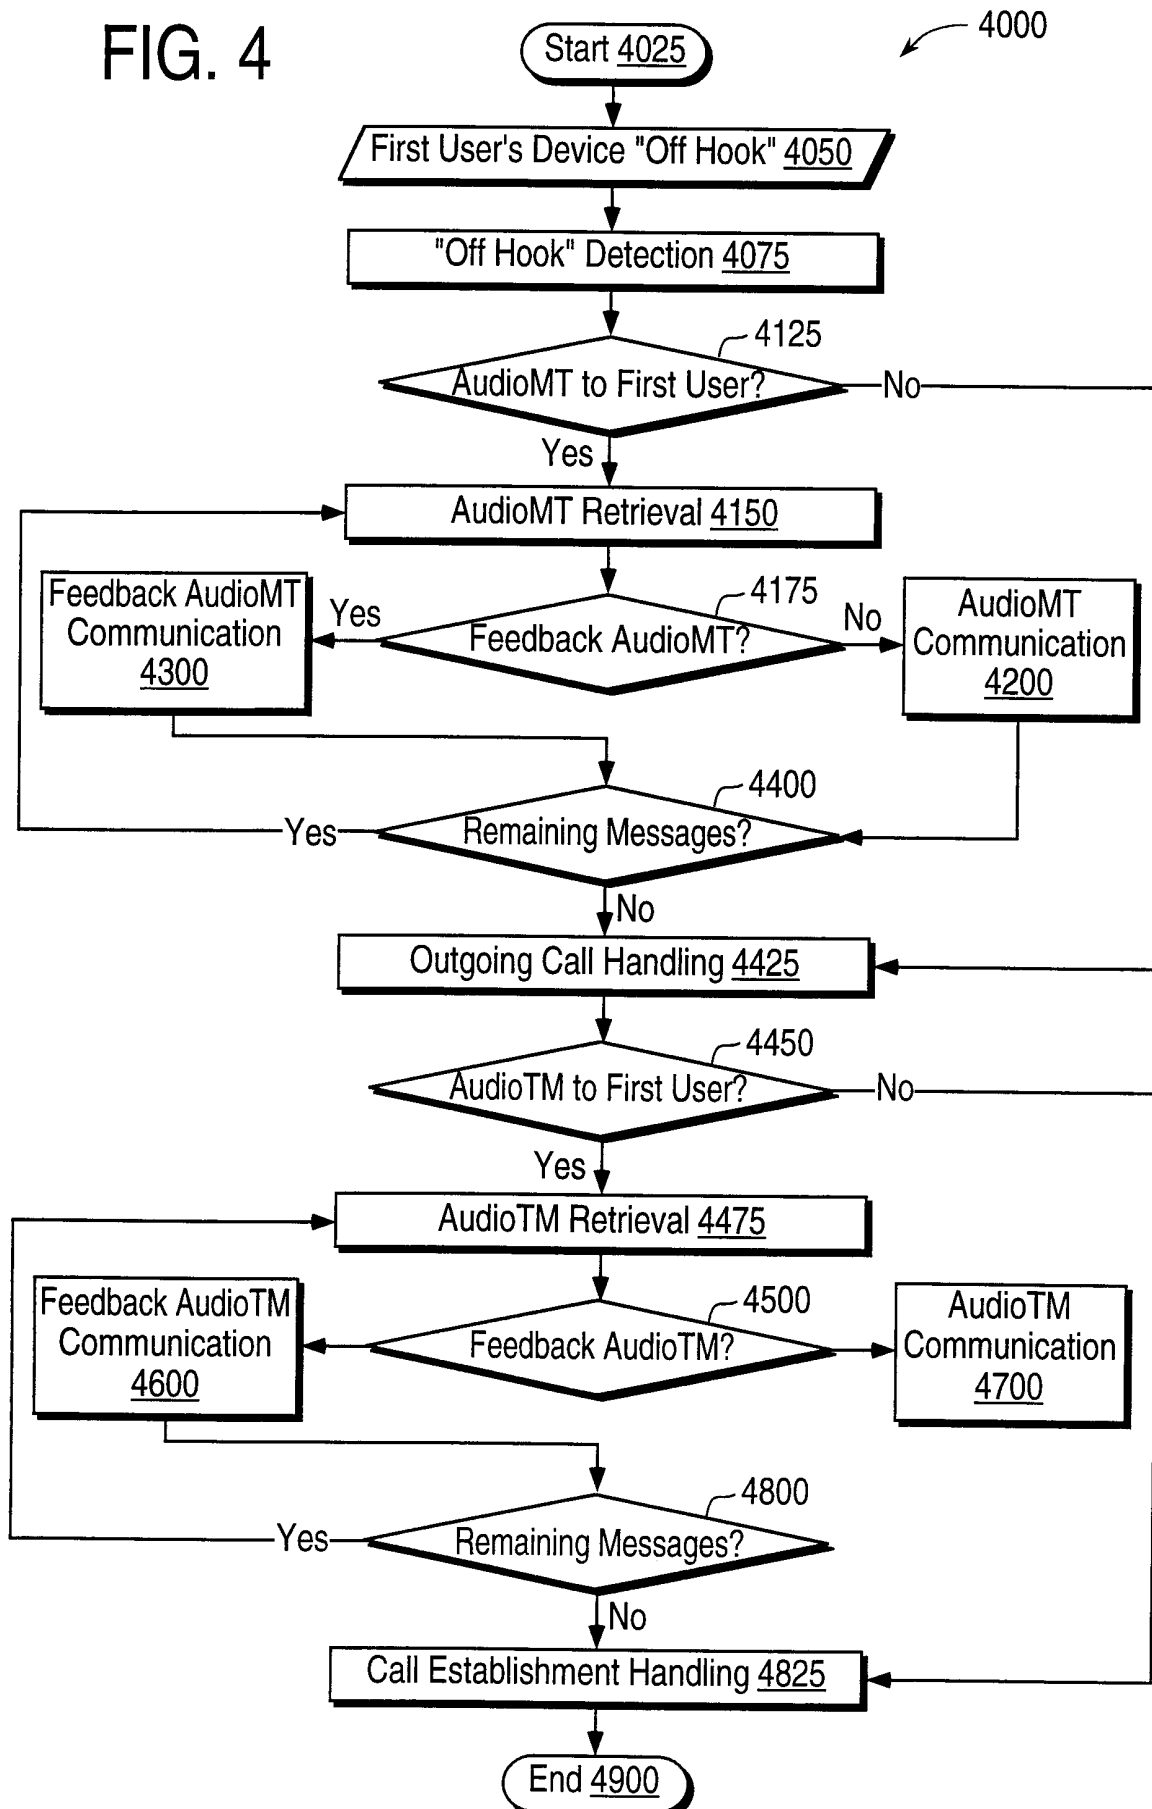 FIG. 4
4000
Start 4025
First User's Device "Off Hook" 4050
"Off Hook" Detection 4075
4125
AudioMT to First User?
No
Yes
AudioMT Retrieval 4150
4175
Feedback AudioMT
Communication
4300
Yes
Feedback AudioMT?
No
AudioMT
Communication
4200
4400
Yes
Remaining Messages?
No
Outgoing Call Handling 4425
4450
AudioTM to First User?
No
Yes
AudioTM Retrieval 4475
4500
Feedback AudioTM
Communication
4600
Feedback AudioTM?
AudioTM
Communication
4700
4800
Yes
Remaining Messages?
No
Call Establishment Handling 4825
End 4900